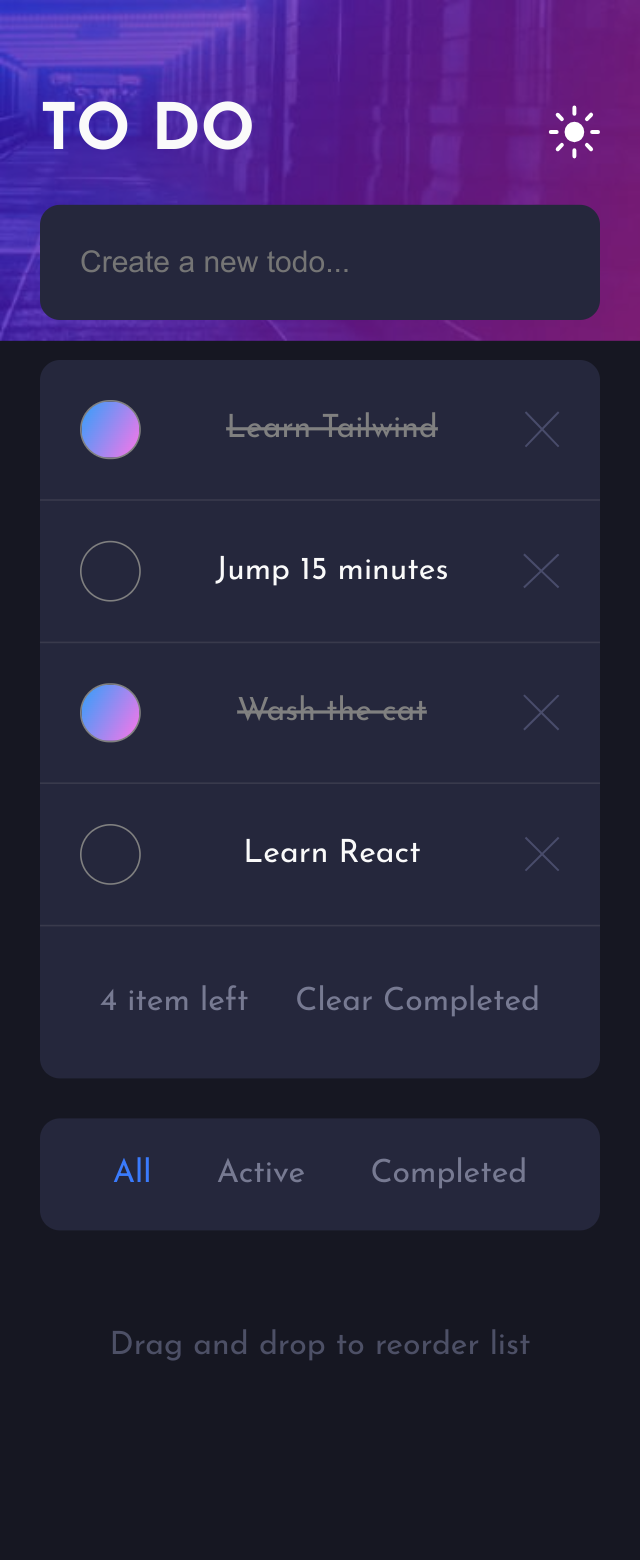 TO DO
Create a new todo...
Learn Tailwind
Jump 15 minutes
Wash the cat
Learn React
4 item left Clear Completed
All Active Completed
Drag and drop to reorder list